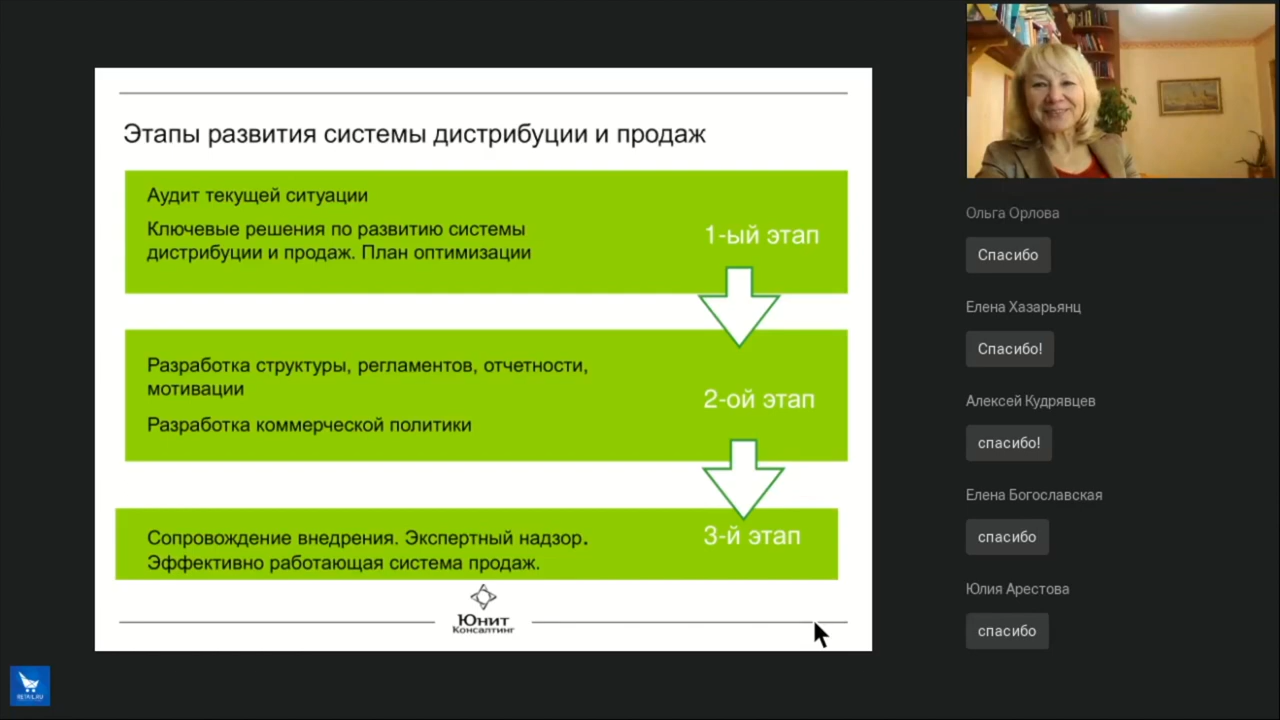 Этапы развития системы дистрибуции и продаж
Аудит текущей ситуации
Ключевые решения по развитию системы
дистрибуции и продаж. План оптимизации
1-ый этап
Разработка структуры, регламентов, отчетности,
мотивации
Разработка коммерческой политики
2-ой этап
Сопровождение внедрения. Экспертный надзор.
Эффективно работающая система продаж.
3-й этап
Юнит
Консалтинг
Ольга Орлова
Спасибо
Елена Хазарьянц
Спасибо!
Алексей Кудрявцев
спасибо!
Елена Богославская
спасибо
Юлия Арестова
спасибо
RETAIL.RU